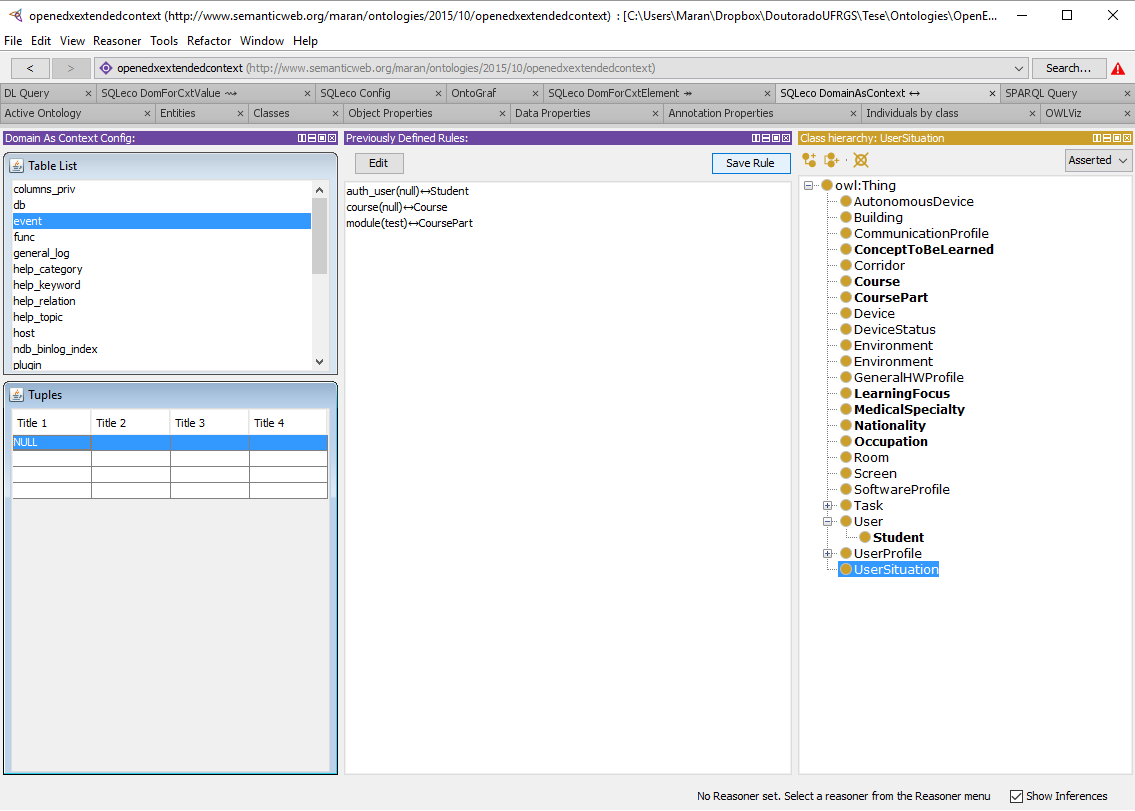 openedxextendedcontext (http://www.semanticweb.org/maran/ontologies/2015/10/openedxextendedcontext) : [C:\Users\Maran\Dropbox\DoutoradoUFRGS\Tese\Ontologies\OpenE...
File Edit View Reasoner Tools Refactor Window Help
< > openedxextendedcontext (http://www.semanticweb.org/maran/ontologies/2015/10/openedxextendedcontext) Search...
DL Query × SQLeco DomForCxtValue ⇝ × SQLeco Config × OntoGraf × SQLeco DomForCxtElement ↠ × SQLeco DomainAsContext ↔ × SPARQL Query ×
Active Ontology × Entities × Classes × Object Properties × Data Properties × Annotation Properties × Individuals by class × OWLViz ×
Domain As Context Config:
Table List
columns_priv
db
event
func
general_log
help_category
help_keyword
help_relation
help_topic
host
ndb_binlog_index
plugin
Tuples
Title 1 Title 2 Title 3 Title 4
NULL
Previously Defined Rules:
Edit Save Rule
auth_user(null)↔Student
course(null)↔Course
module(test)↔CoursePart
Class hierarchy: UserSituation
Asserted
owl:Thing
AutonomousDevice
Building
CommunicationProfile
ConceptToBeLearned
Corridor
Course
CoursePart
Device
DeviceStatus
Environment
Environment
GeneralHWProfile
LearningFocus
MedicalSpecialty
Nationality
Occupation
Room
Screen
SoftwareProfile
Task
User
Student
UserProfile
UserSituation
No Reasoner set. Select a reasoner from the Reasoner menu Show Inferences